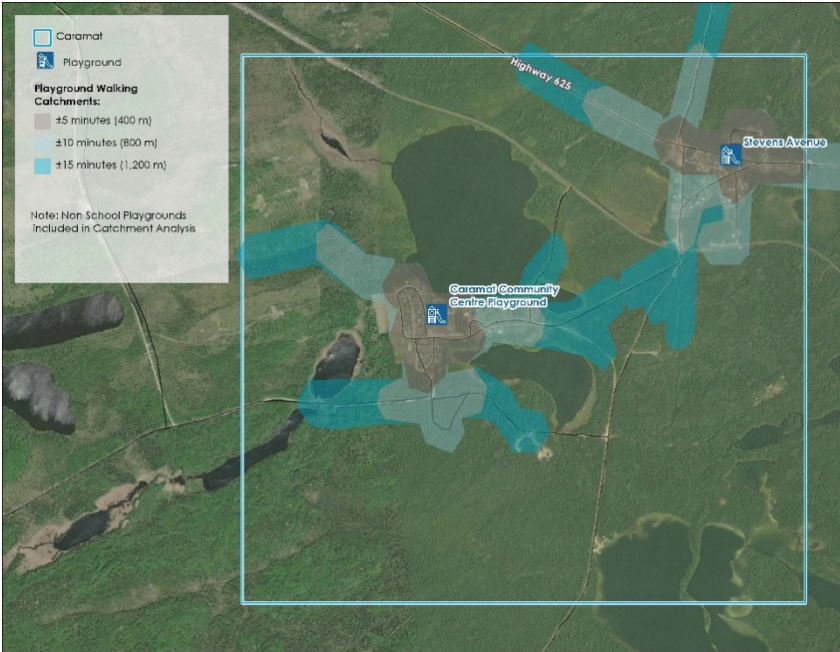 Caramat
Playground
Playground Walking
Catchments:
±5 minutes (400 m)
±10 minutes (800 m)
±15 minutes (1,200 m)
Note: Non School Playgrounds
Included in Catchment Analysis
Highway 625
Stevens Avenue
Caramat Community
Centre Playground